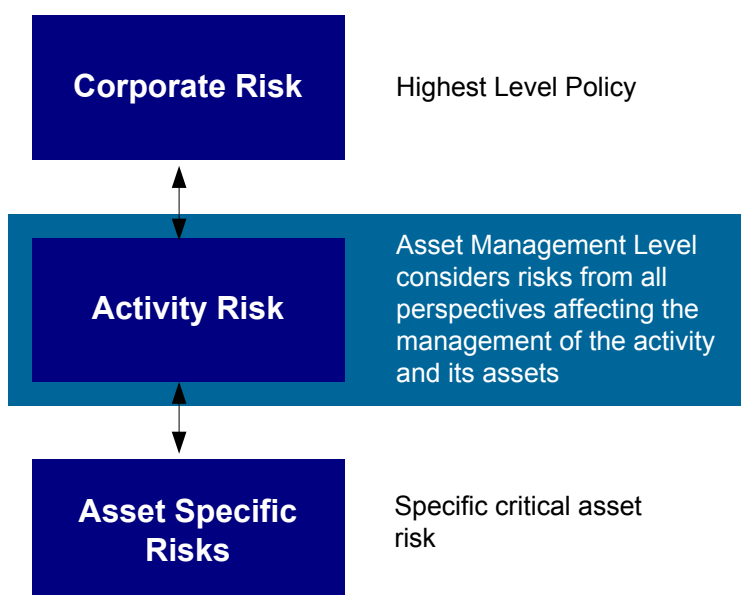 Corporate Risk
Highest Level Policy
Activity Risk
Asset Management Level
considers risks from all
perspectives affecting the
management of the activity
and its assets
Asset Specific
Risks
Specific critical asset
risk